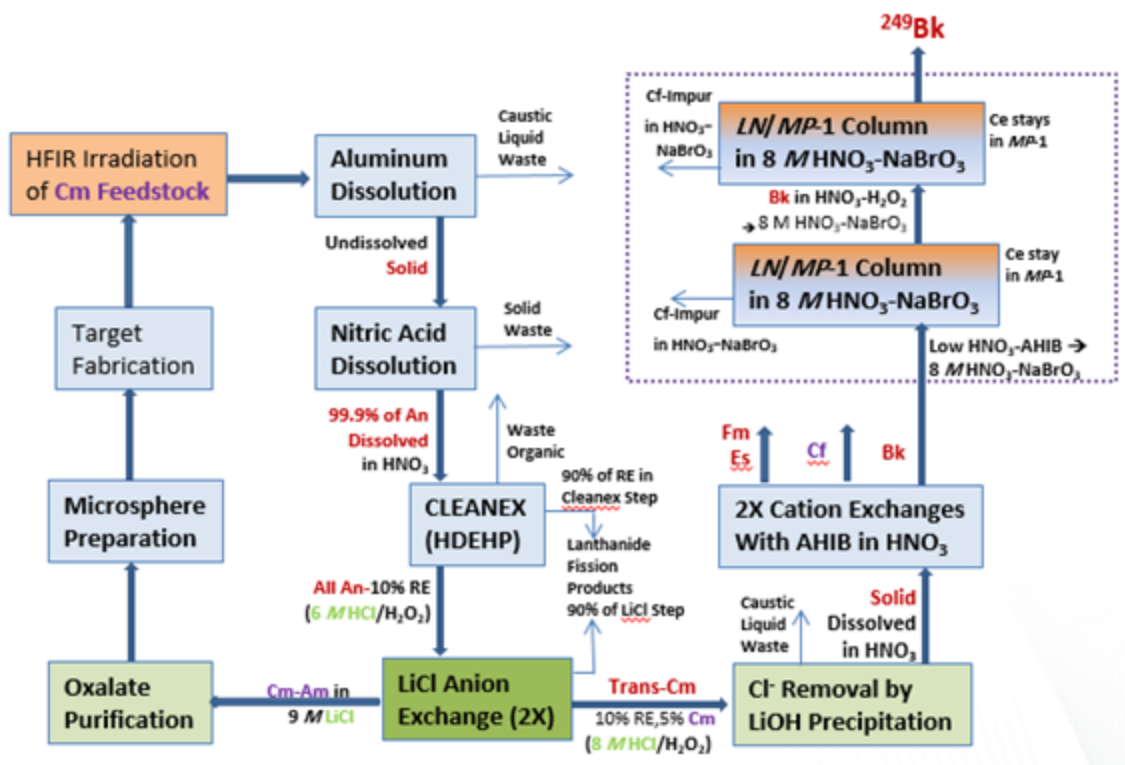 ²⁴⁹Bk
Cf-Impur
in HNO₃–
NaBrO₃
LN/MP-1 Column
in 8 M HNO₃-NaBrO₃
Ce stays
in MP-1
Bk in HNO₃-H₂O₂
→ 8 M HNO₃-NaBrO₃
LN/MP-1 Column
in 8 M HNO₃-NaBrO₃
Ce stay
in MP-1
Cf-Impur
in HNO₃–NaBrO₃
Low HNO₃-AHIB →
8 M HNO₃-NaBrO₃
HFIR Irradiation
of Cm Feedstock
Aluminum
Dissolution
Caustic
Liquid
Waste
Undissolved
Solid
Target
Fabrication
Nitric Acid
Dissolution
Solid
Waste
99.9% of An
Dissolved
in HNO₃
Waste
Organic
Microsphere
Preparation
CLEANEX
(HDEHP)
90% of RE in
Cleanex Step
Lanthanide
Fission
Products
90% of LiCl Step
All An-10% RE
(6 M HCl/H₂O₂)
Fm
Es
Cf
Bk
2X Cation Exchanges
With AHIB in HNO₃
Caustic
Liquid
Waste
Solid
Dissolved
in HNO₃
Oxalate
Purification
Cm-Am in
9 M LiCl
LiCl Anion
Exchange (2X)
Trans-Cm
10% RE,5% Cm
(8 M HCl/H₂O₂)
Cl⁻ Removal by
LiOH Precipitation